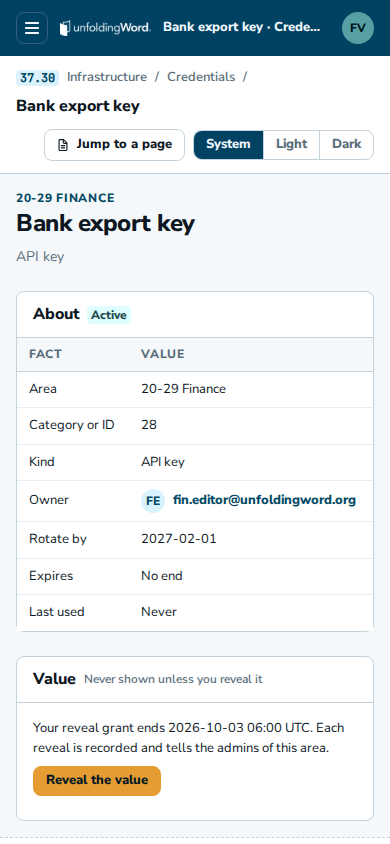 unfoldingWord.
Bank export key · Crede...
FV
37.30 Infrastructure / Credentials /
Bank export key
Jump to a page
System Light Dark
20-29 FINANCE
Bank export key
API key
About Active
FACT VALUE
Area 20-29 Finance
Category or ID 28
Kind API key
Owner FE fin.editor@unfoldingword.org
Rotate by 2027-02-01
Expires No end
Last used Never
Value Never shown unless you reveal it
Your reveal grant ends 2026-10-03 06:00 UTC. Each
reveal is recorded and tells the admins of this area.
Reveal the value